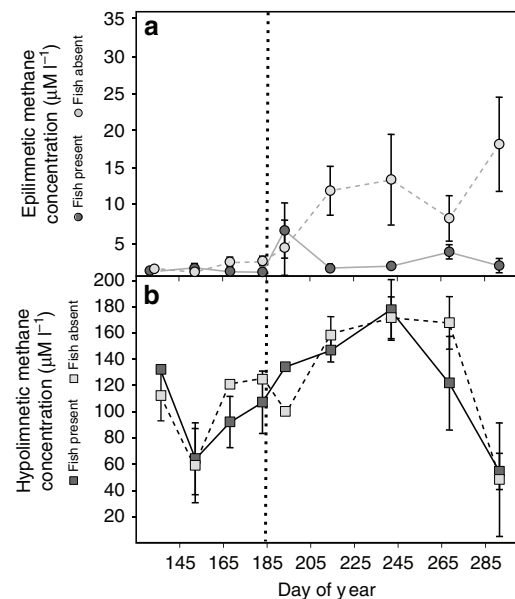 a
35
30
25
20
15
10
5
Epilimnetic methane
concentration (µM l⁻¹)
Fish present
Fish absent
b
200
180
160
140
120
100
80
60
40
20
Hypolimnetic methane
concentration (µM l⁻¹)
Fish present
Fish absent
145 165 185 205 225 245 265 285
Day of year